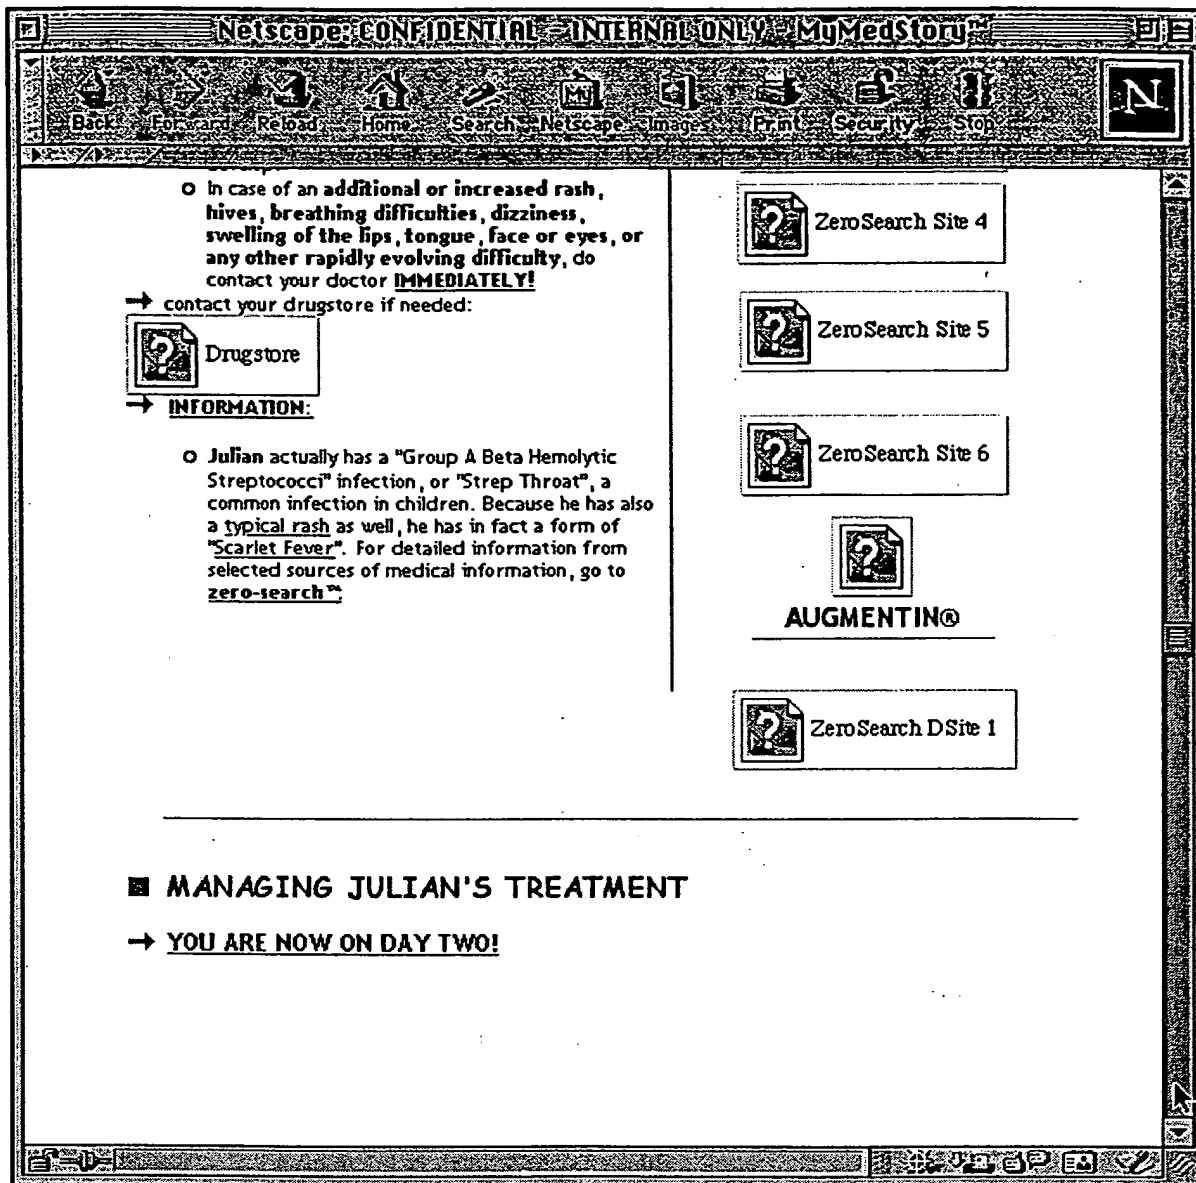 Netscape: CONFIDENTIAL - INTERNAL ONLY - MyMedStory™
Back Forward Reload Home Search Netscape Images Print Security Stop
My
N
o In case of an additional or increased rash,
hives, breathing difficulties, dizziness,
swelling of the lips, tongue, face or eyes, or
any other rapidly evolving difficulty, do
contact your doctor IMMEDIATELY!
→ contact your drugstore if needed:
Drugstore
→ INFORMATION:
o Julian actually has a "Group A Beta Hemolytic
Streptococci" infection, or "Strep Throat", a
common infection in children. Because he has also
a typical rash as well, he has in fact a form of
"Scarlet Fever". For detailed information from
selected sources of medical information, go to
zero-search™:
ZeroSearch Site 4
ZeroSearch Site 5
ZeroSearch Site 6
AUGMENTIN®
ZeroSearch DSite 1
■ MANAGING JULIAN'S TREATMENT
→ YOU ARE NOW ON DAY TWO!